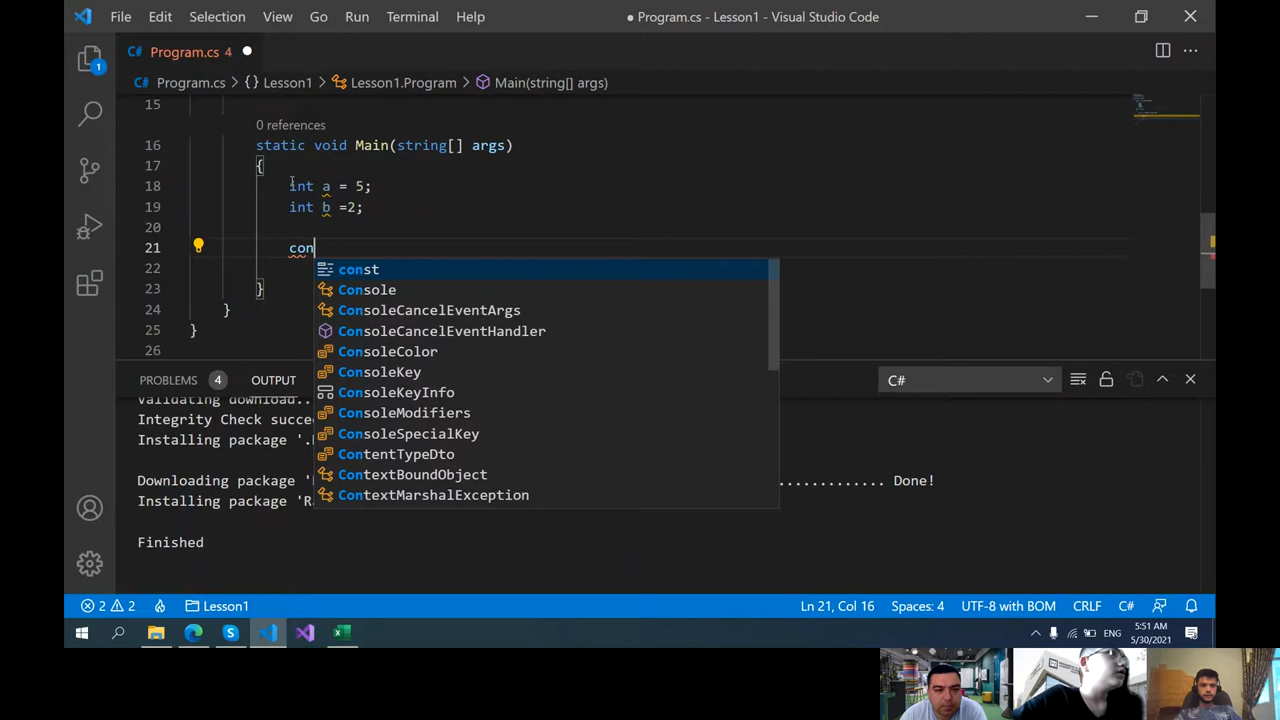 File Edit Selection View Go Run Terminal Help
● Program.cs - Lesson1 - Visual Studio Code
C# Program.cs 4
C# Program.cs > {} Lesson1 > Lesson1.Program > Main(string[] args)
15
0 references
16 static void Main(string[] args)
17 {
18 int a = 5;
19 int b =2;
20
21 con
22
23 }
24 }
25 }
26
const
Console
ConsoleCancelEventArgs
ConsoleCancelEventHandler
ConsoleColor
ConsoleKey
ConsoleKeyInfo
ConsoleModifiers
ConsoleSpecialKey
ContentTypeDto
ContextBoundObject
ContextMarshalException
1
PROBLEMS 4 OUTPUT
C#
Validating download..
Integrity Check succe
Installing package '.
Downloading package ' ............. Done!
Installing package 'R
Finished
2 2 Lesson1
Ln 21, Col 16 Spaces: 4 UTF-8 with BOM CRLF C#
ENG
5:51 AM
5/30/2021